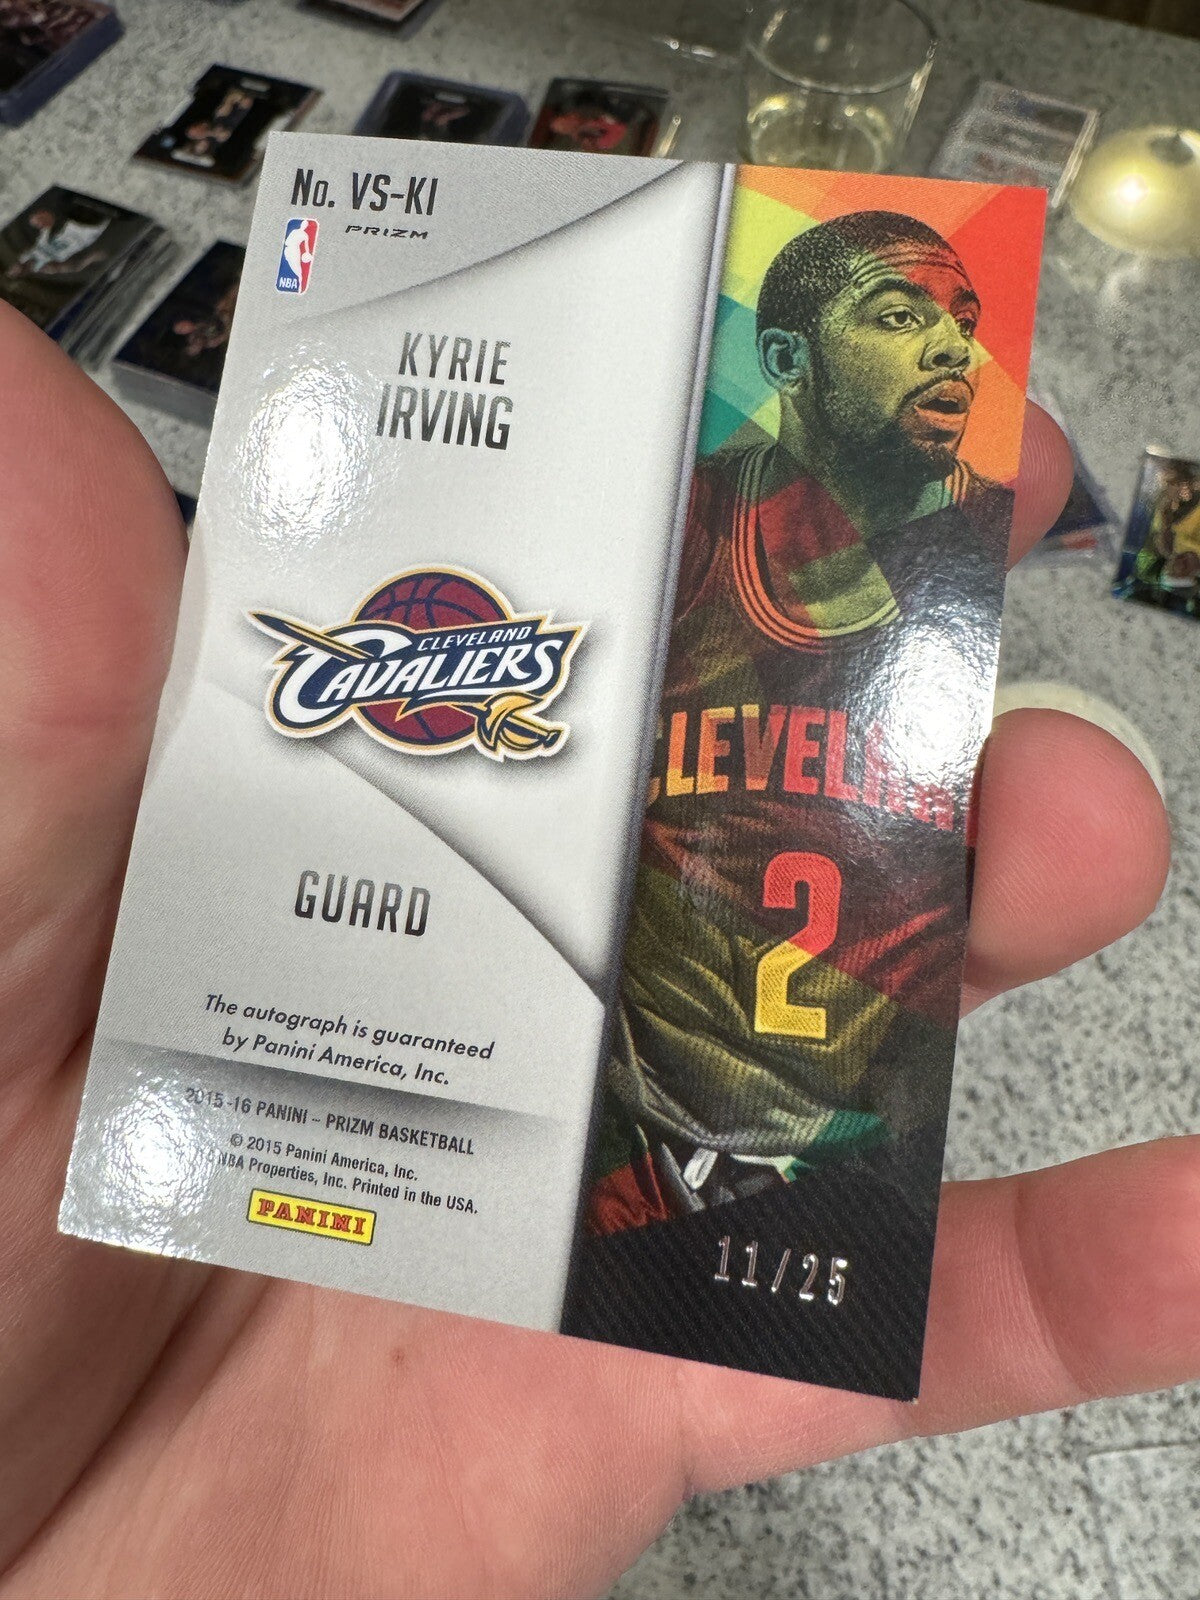 No. VS-KI
PRIZM
NBA
KYRIE
IRVING
CLEVELAND
CAVALIERS
GUARD
The autograph is guaranteed
by Panini America, Inc.
2015-16 PANINI – PRIZM BASKETBALL
© 2015 Panini America, Inc.
NBA Properties, Inc. Printed in the USA.
PANINI
2
11/25